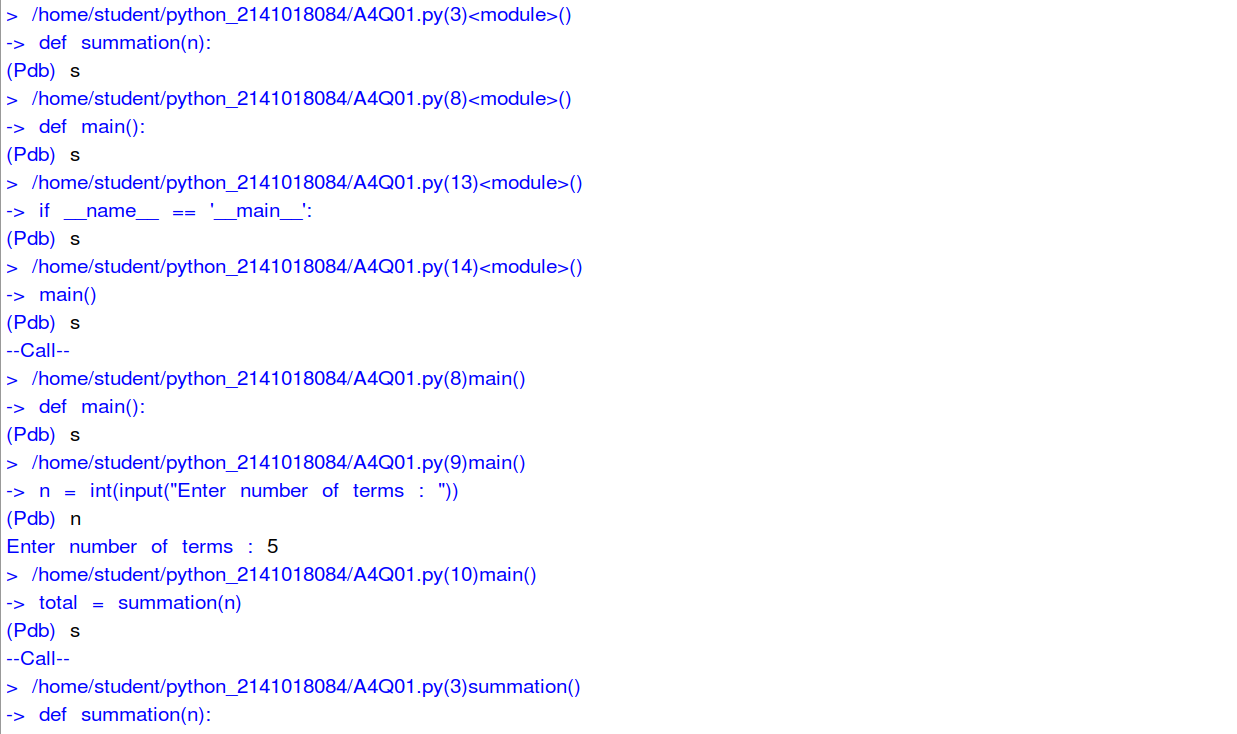 > /home/student/python_2141018084/A4Q01.py(3)<module>()
-> def summation(n):
(Pdb) s
> /home/student/python_2141018084/A4Q01.py(8)<module>()
-> def main():
(Pdb) s
> /home/student/python_2141018084/A4Q01.py(13)<module>()
-> if __name__ == '__main__':
(Pdb) s
> /home/student/python_2141018084/A4Q01.py(14)<module>()
-> main()
(Pdb) s
--Call--
> /home/student/python_2141018084/A4Q01.py(8)main()
-> def main():
(Pdb) s
> /home/student/python_2141018084/A4Q01.py(9)main()
-> n = int(input("Enter number of terms : "))
(Pdb) n
Enter number of terms : 5
> /home/student/python_2141018084/A4Q01.py(10)main()
-> total = summation(n)
(Pdb) s
--Call--
> /home/student/python_2141018084/A4Q01.py(3)summation()
-> def summation(n):